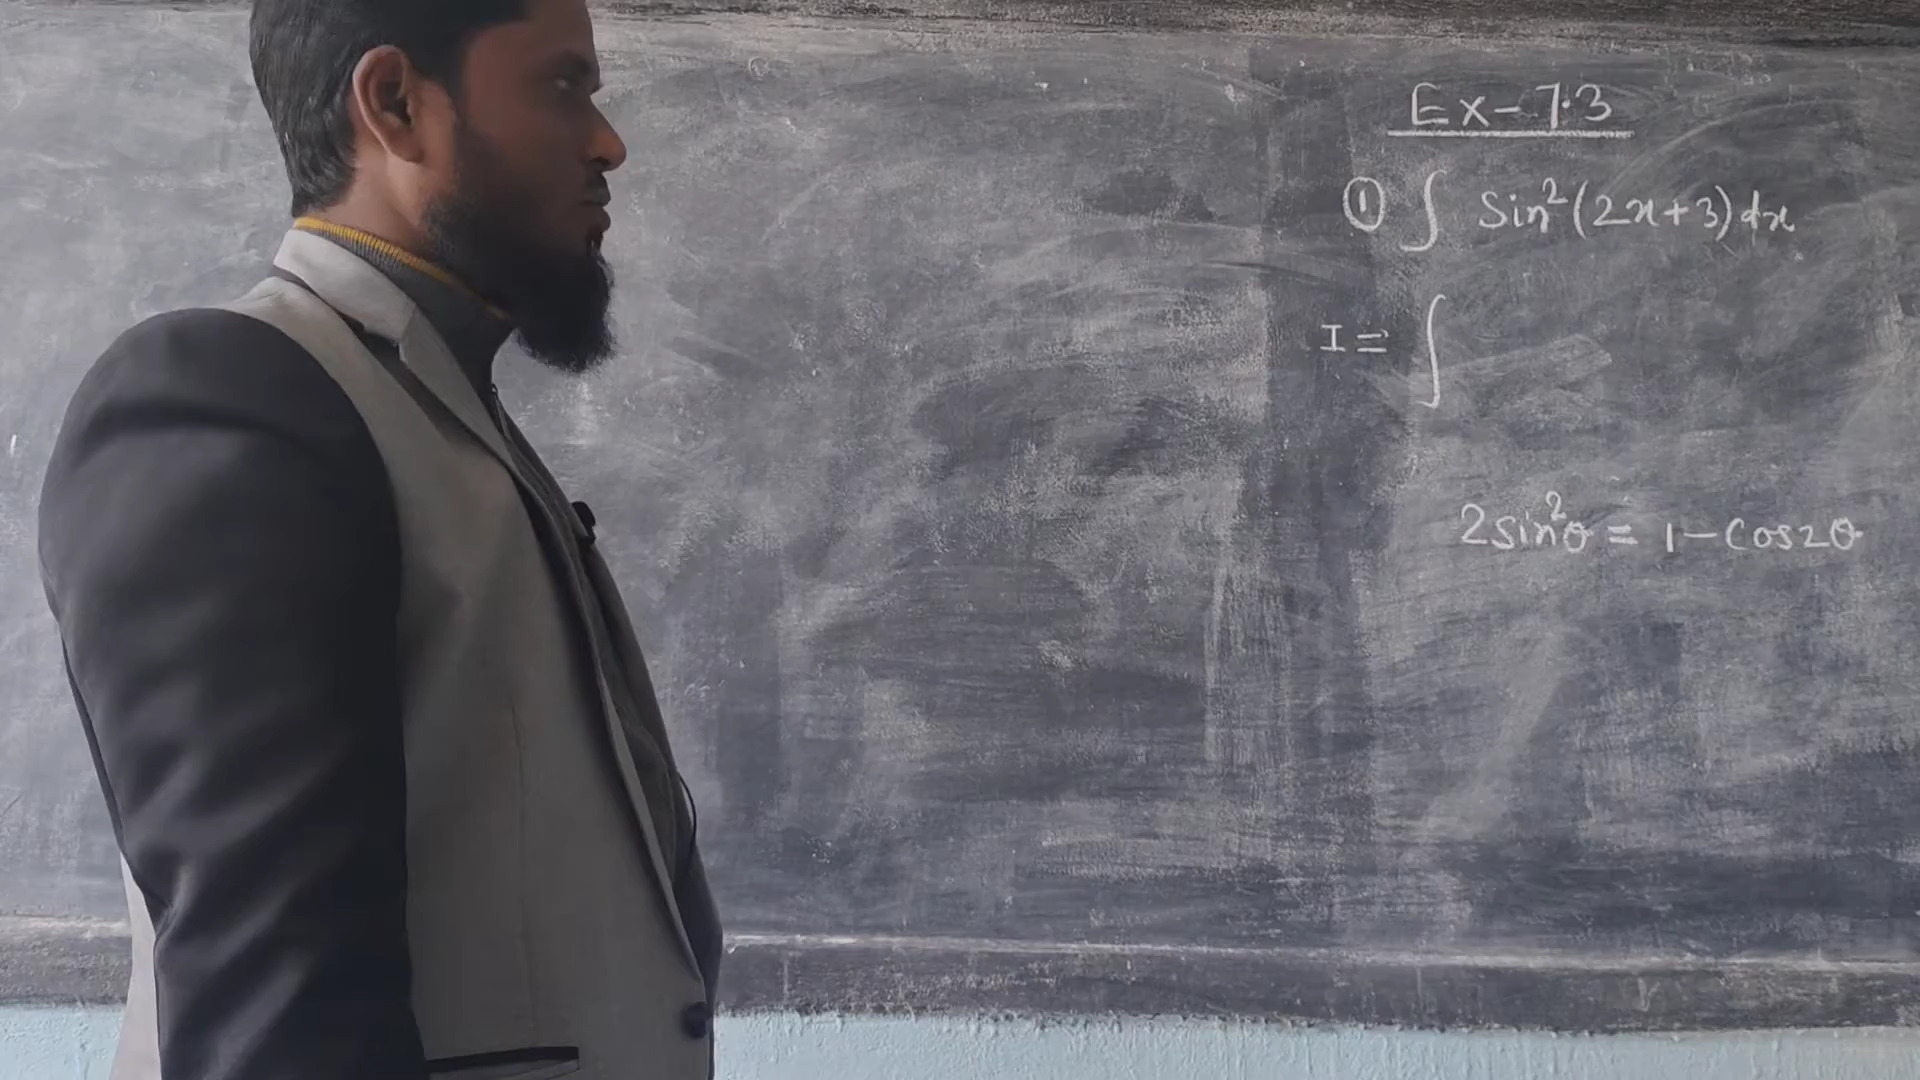 Ex-7.3
① ∫ Sin²(2x+3)dx
I = ∫
2sin²θ = 1-Cos2θ